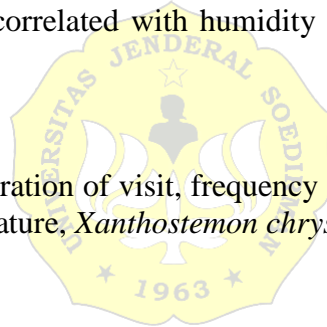 correlated with humidity
UNIVERSITAS JENDERAL SOEDIRMAN
ration of visit, frequency
ature, Xanthostemon chrys
1963